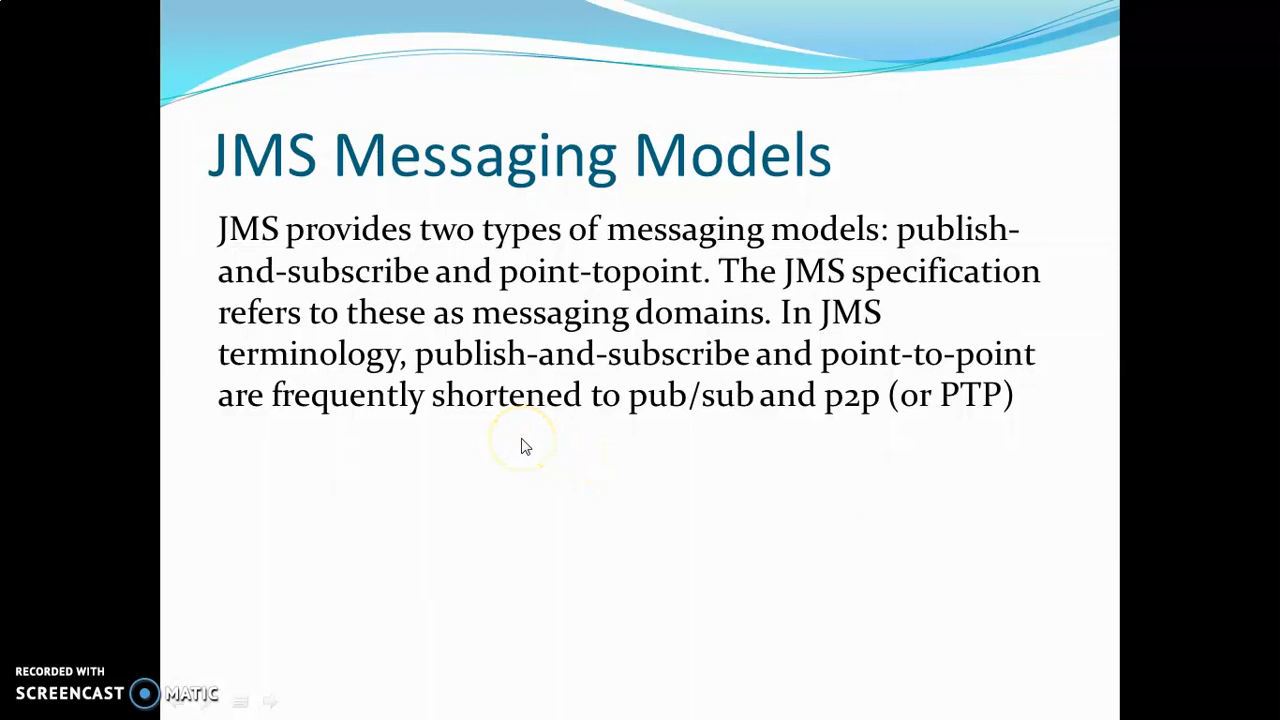 JMS Messaging Models
JMS provides two types of messaging models: publish-
and-subscribe and point-topoint. The JMS specification
refers to these as messaging domains. In JMS
terminology, publish-and-subscribe and point-to-point
are frequently shortened to pub/sub and p2p (or PTP)
RECORDED WITH
SCREENCAST MATIC